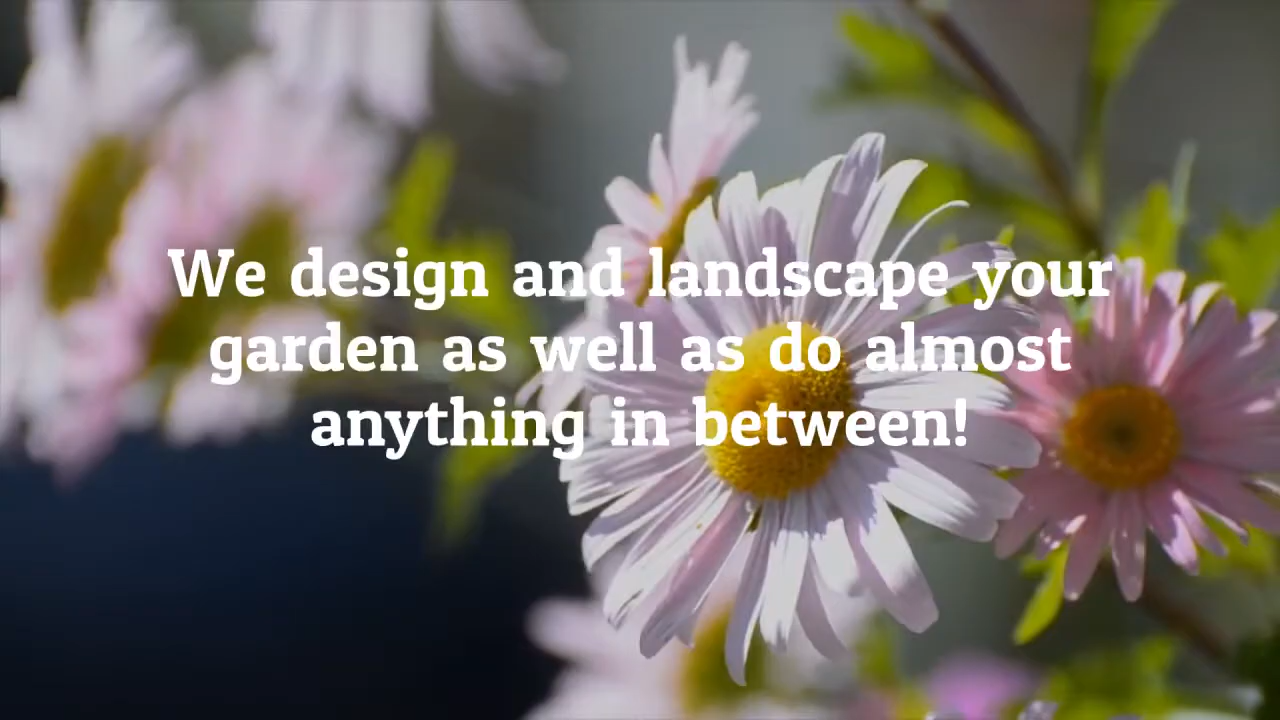 We design and landscape your
garden as well as do almost
anything in between!